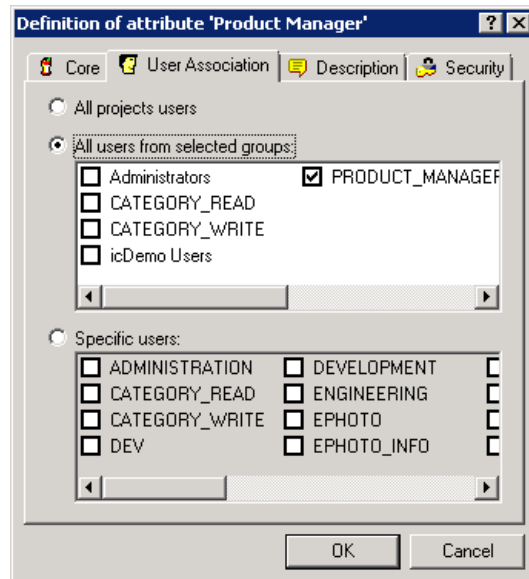 Definition of attribute 'Product Manager'
Core User Association Description Security
All projects users
All users from selected groups:
Administrators PRODUCT_MANAGER
CATEGORY_READ
CATEGORY_WRITE
icDemo Users
Specific users:
ADMINISTRATION DEVELOPMENT
CATEGORY_READ ENGINEERING
CATEGORY_WRITE EPHOTO
DEV EPHOTO_INFO
OK Cancel